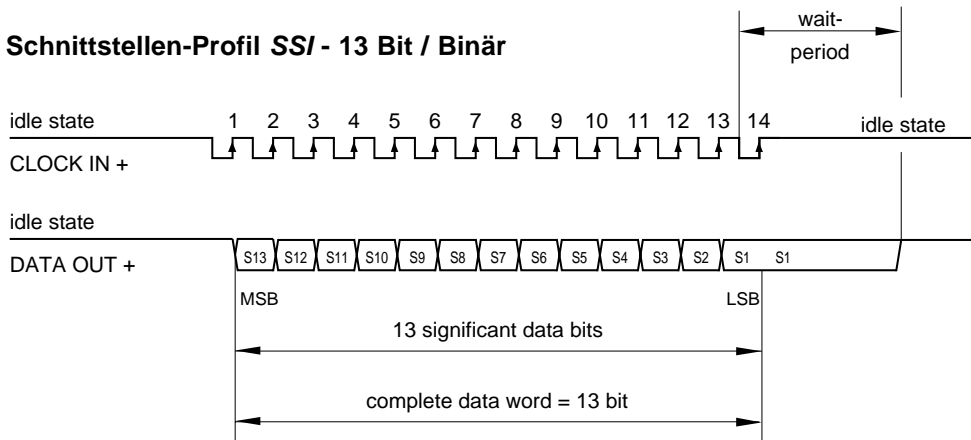 wait-
period
Schnittstellen-Profil SSI - 13 Bit / Binär
idle state 1 2 3 4 5 6 7 8 9 10 11 12 13 14 idle state
CLOCK IN +
idle state
DATA OUT + S13 S12 S11 S10 S9 S8 S7 S6 S5 S4 S3 S2 S1 S1
MSB LSB
13 significant data bits
complete data word = 13 bit